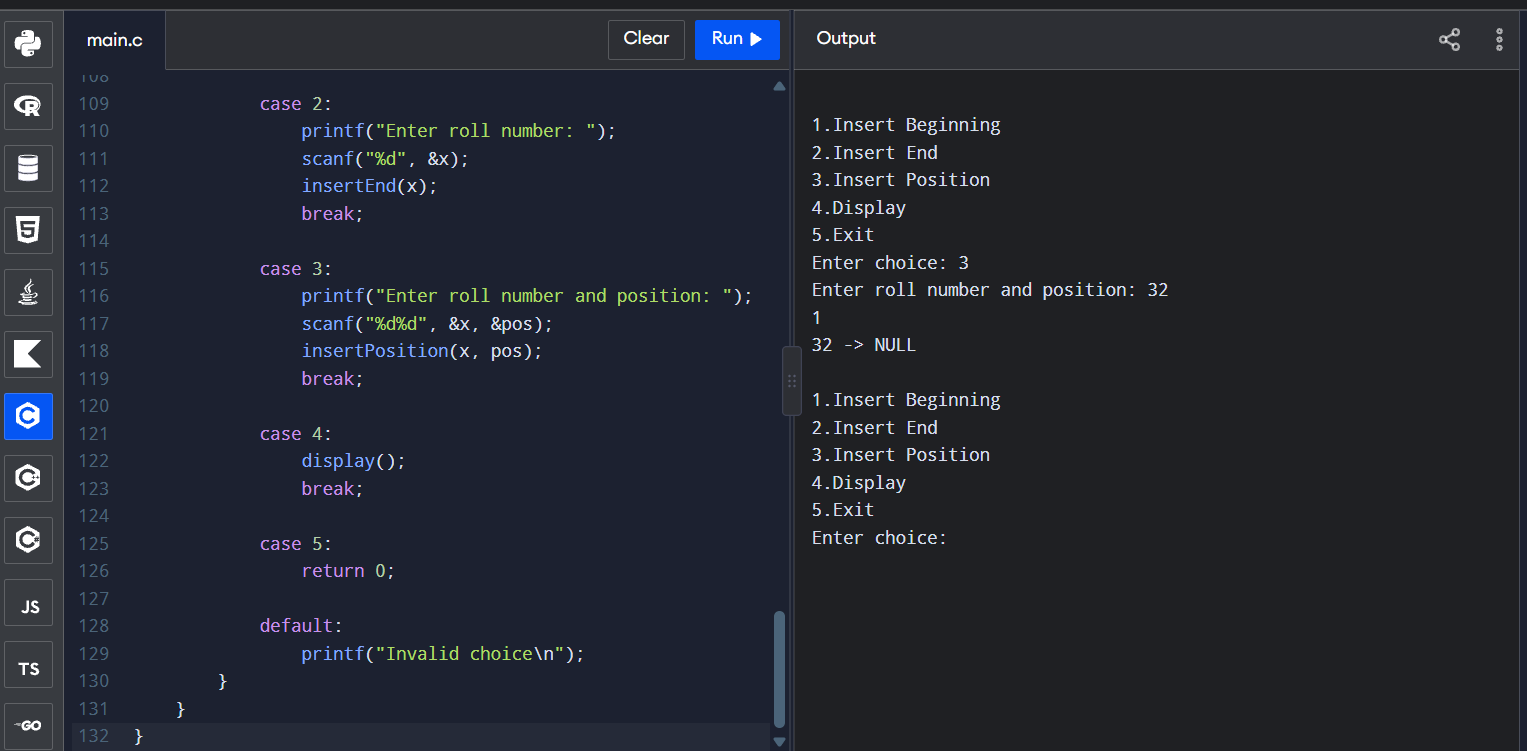 main.c
Clear
Run
Output
108
109 case 2:
110 printf("Enter roll number: ");
111 scanf("%d", &x);
112 insertEnd(x);
113 break;
114
115 case 3:
116 printf("Enter roll number and position: ");
117 scanf("%d%d", &x, &pos);
118 insertPosition(x, pos);
119 break;
120
121 case 4:
122 display();
123 break;
124
125 case 5:
126 return 0;
127
128 default:
129 printf("Invalid choice\n");
130 }
131 }
132 }
1.Insert Beginning
2.Insert End
3.Insert Position
4.Display
5.Exit
Enter choice: 3
Enter roll number and position: 32
1
32 -> NULL
1.Insert Beginning
2.Insert End
3.Insert Position
4.Display
5.Exit
Enter choice:
R
5
C
C
C
JS
TS
GO